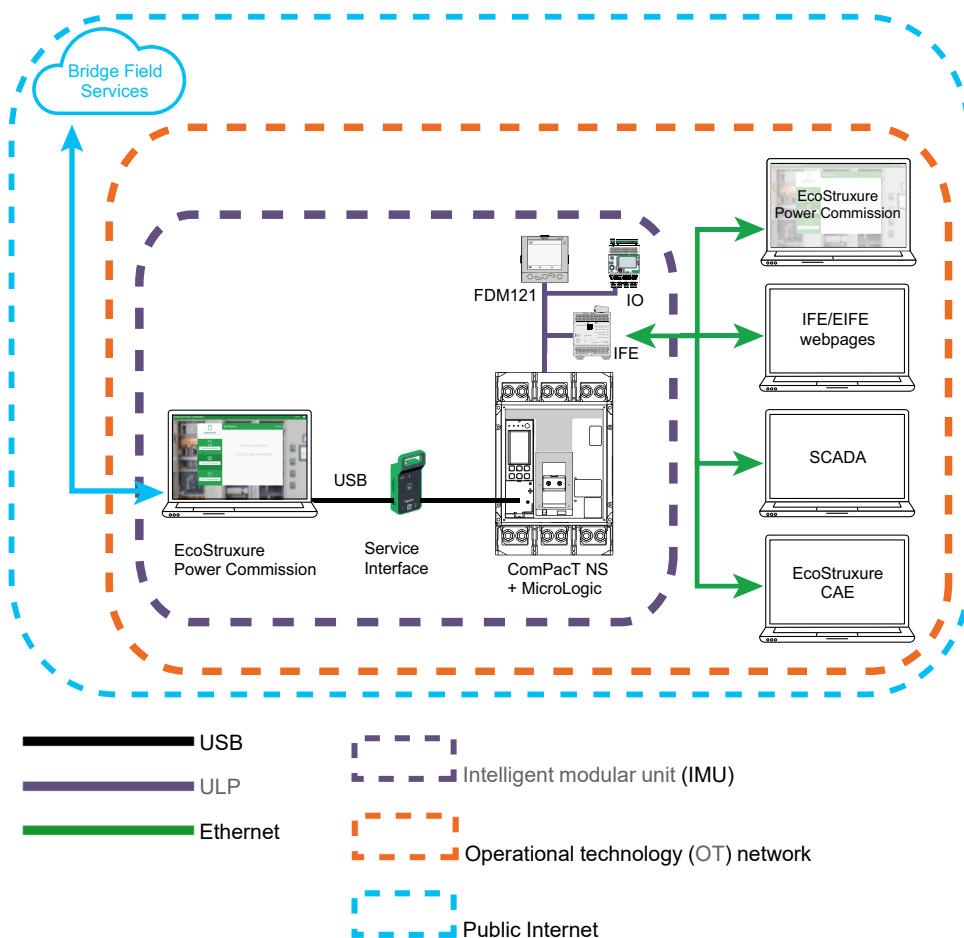 Bridge Field
Services
EcoStruxure
Power Commission
FDM121
IO
IFE
IFE/EIFE
webpages
SCADA
USB
EcoStruxure
Power Commission
Service
Interface
ComPacT NS
+ MicroLogic
EcoStruxure
CAE
USB
ULP
Ethernet
Intelligent modular unit (IMU)
Operational technology (OT) network
Public Internet